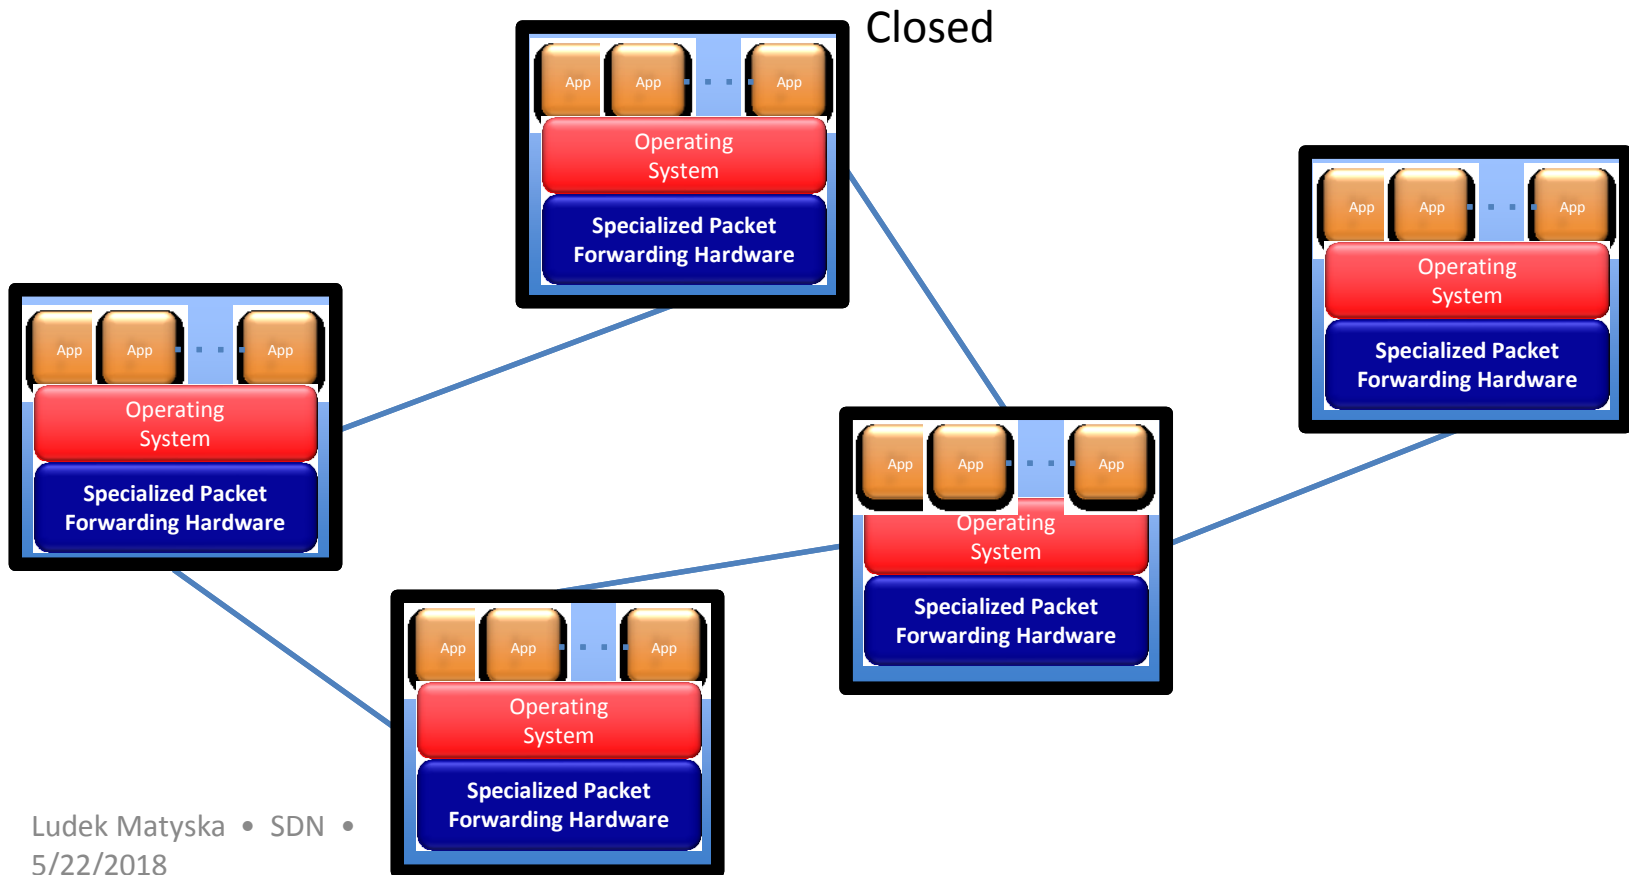 Closed
App App App
Operating
System
Specialized Packet
Forwarding Hardware
App App App
Operating
System
Specialized Packet
Forwarding Hardware
App App App
Operating
System
Specialized Packet
Forwarding Hardware
App App App
Operating
System
Specialized Packet
Forwarding Hardware
App App App
Operating
System
Specialized Packet
Forwarding Hardware
Ludek Matyska • SDN •
5/22/2018